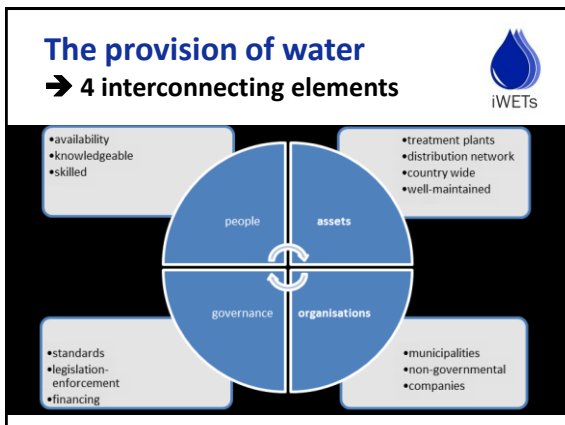 The provision of water
➔ 4 interconnecting elements
iWETs
•availability
•knowledgeable
•skilled
•treatment plants
•distribution network
•country wide
•well-maintained
people
assets
governance
organisations
•standards
•legislation-
enforcement
•financing
•municipalities
•non-governmental
•companies